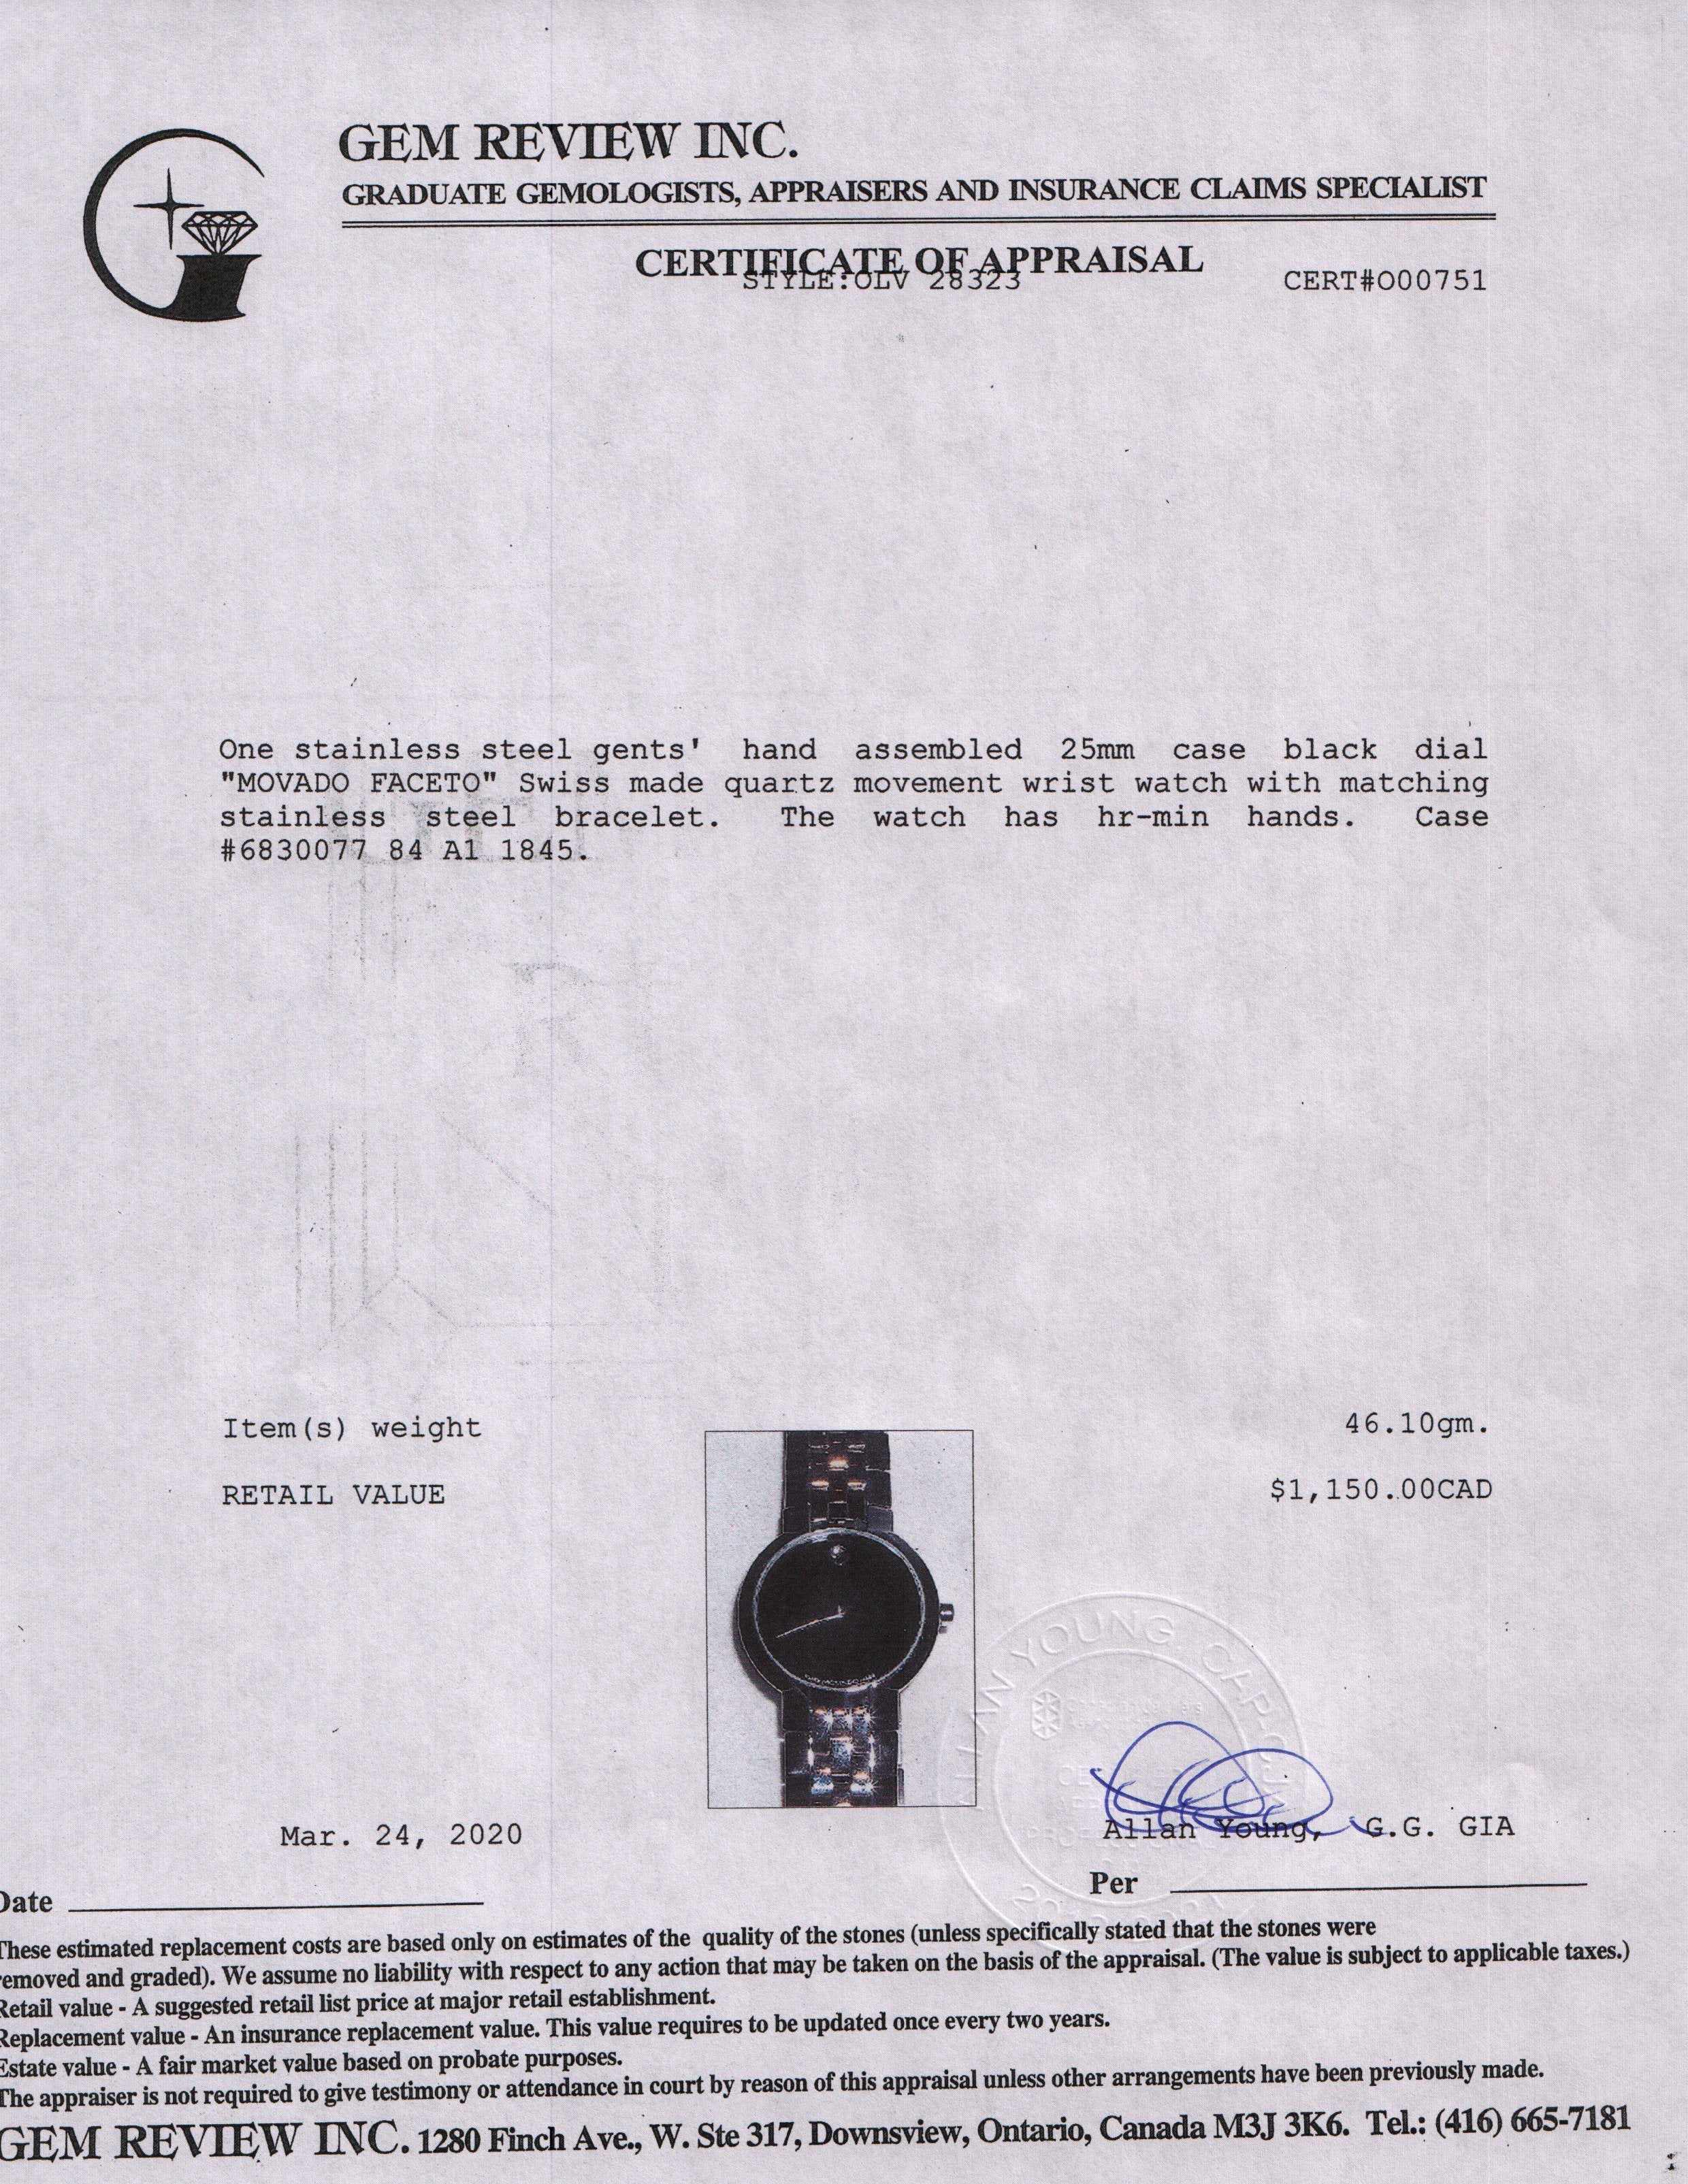 GEM REVIEW INC.
GRADUATE GEMOLOGISTS, APPRAISERS AND INSURANCE CLAIMS SPECIALIST
CERTIFICATE OF APPRAISAL
STYLE:OLV 28323
CERT#O00751
One stainless steel gents' hand assembled 25mm case black dial
"MOVADO FACETO" Swiss made quartz movement wrist watch with matching
stainless steel bracelet. The watch has hr-min hands. Case
#6830077 84 A1 1845.
Item(s) weight 46.10gm.
RETAIL VALUE $1,150.00CAD
YOUNG
Mar. 24, 2020
Allan Young, G.G. GIA
Date
Per
These estimated replacement costs are based only on estimates of the quality of the stones (unless specifically stated that the stones were
removed and graded). We assume no liability with respect to any action that may be taken on the basis of the appraisal. (The value is subject to applicable taxes.)
Retail value - A suggested retail list price at major retail establishment.
Replacement value - An insurance replacement value. This value requires to be updated once every two years.
Estate value - A fair market value based on probate purposes.
The appraiser is not required to give testimony or attendance in court by reason of this appraisal unless other arrangements have been previously made.
GEM REVIEW INC. 1280 Finch Ave., W. Ste 317, Downsview, Ontario, Canada M3J 3K6. Tel.: (416) 665-7181